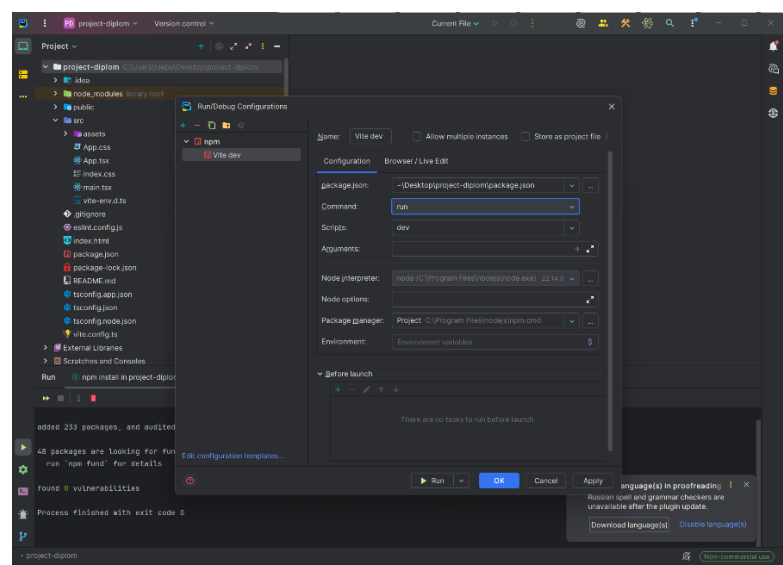 PD project-diplom
Version control
Current File
Project
project-diplom C:\Users\Nebu\Desktop\project-diplom
.idea
node_modules library root
public
src
assets
App.css
App.tsx
index.css
main.tsx
vite-env.d.ts
.gitignore
eslint.config.js
index.html
package.json
package-lock.json
README.md
tsconfig.app.json
tsconfig.json
tsconfig.node.json
vite.config.ts
External Libraries
Scratches and Consoles
Run/Debug Configurations
npm
Vite dev
Edit configuration templates...
Name: Vite dev
Allow multiple instances
Store as project file
Configuration
Browser / Live Edit
package.json: ~\Desktop\project-diplom\package.json
Command: run
Scripts: dev
Arguments:
Node interpreter: node (C:\Program Files\nodejs\node.exe) 22.14.0
Node options:
Package manager: Project C:\Program Files\nodejs\npm.cmd
Environment: Environment variables
Before launch
There are no tasks to run before launch
Run
OK
Cancel
Apply
Run
npm install in project-diplom
added 233 packages, and audited
48 packages are looking for fun
run `npm fund` for details
found 0 vulnerabilities
Process finished with exit code 0
anguage(s) in proofreading
Russian spell and grammar checkers are
unavailable after the plugin update.
Download language(s)
Disable language(s)
project-diplom
Non-commercial use